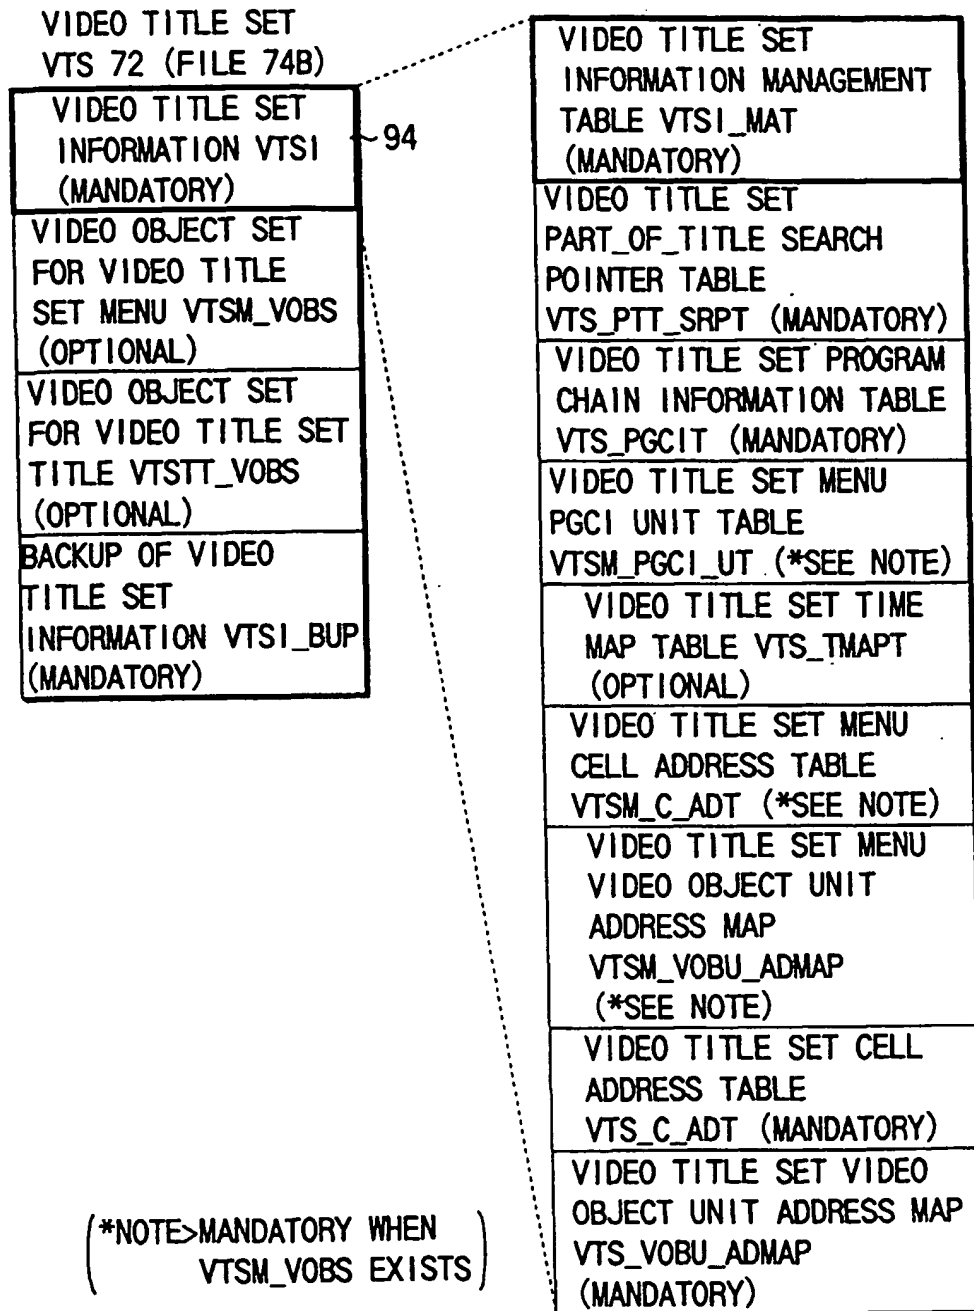 VIDEO TITLE SET
VTS 72 (FILE 74B)
VIDEO TITLE SET
INFORMATION VTSI
(MANDATORY)
94
VIDEO OBJECT SET
FOR VIDEO TITLE
SET MENU VTSM_VOBS
(OPTIONAL)
VIDEO OBJECT SET
FOR VIDEO TITLE SET
TITLE VTSTT_VOBS
(OPTIONAL)
BACKUP OF VIDEO
TITLE SET
INFORMATION VTSI_BUP
(MANDATORY)
VIDEO TITLE SET
INFORMATION MANAGEMENT
TABLE VTSI_MAT
(MANDATORY)
VIDEO TITLE SET
PART_OF_TITLE SEARCH
POINTER TABLE
VTS_PTT_SRPT (MANDATORY)
VIDEO TITLE SET PROGRAM
CHAIN INFORMATION TABLE
VTS_PGCIT (MANDATORY)
VIDEO TITLE SET MENU
PGCI UNIT TABLE
VTSM_PGCI_UT (*SEE NOTE)
VIDEO TITLE SET TIME
MAP TABLE VTS_TMAPT
(OPTIONAL)
VIDEO TITLE SET MENU
CELL ADDRESS TABLE
VTSM_C_ADT (*SEE NOTE)
VIDEO TITLE SET MENU
VIDEO OBJECT UNIT
ADDRESS MAP
VTSM_VOBU_ADMAP
(*SEE NOTE)
VIDEO TITLE SET CELL
ADDRESS TABLE
VTS_C_ADT (MANDATORY)
VIDEO TITLE SET VIDEO
OBJECT UNIT ADDRESS MAP
VTS_VOBU_ADMAP
(MANDATORY)
(*NOTE>MANDATORY WHEN
VTSM_VOBS EXISTS)